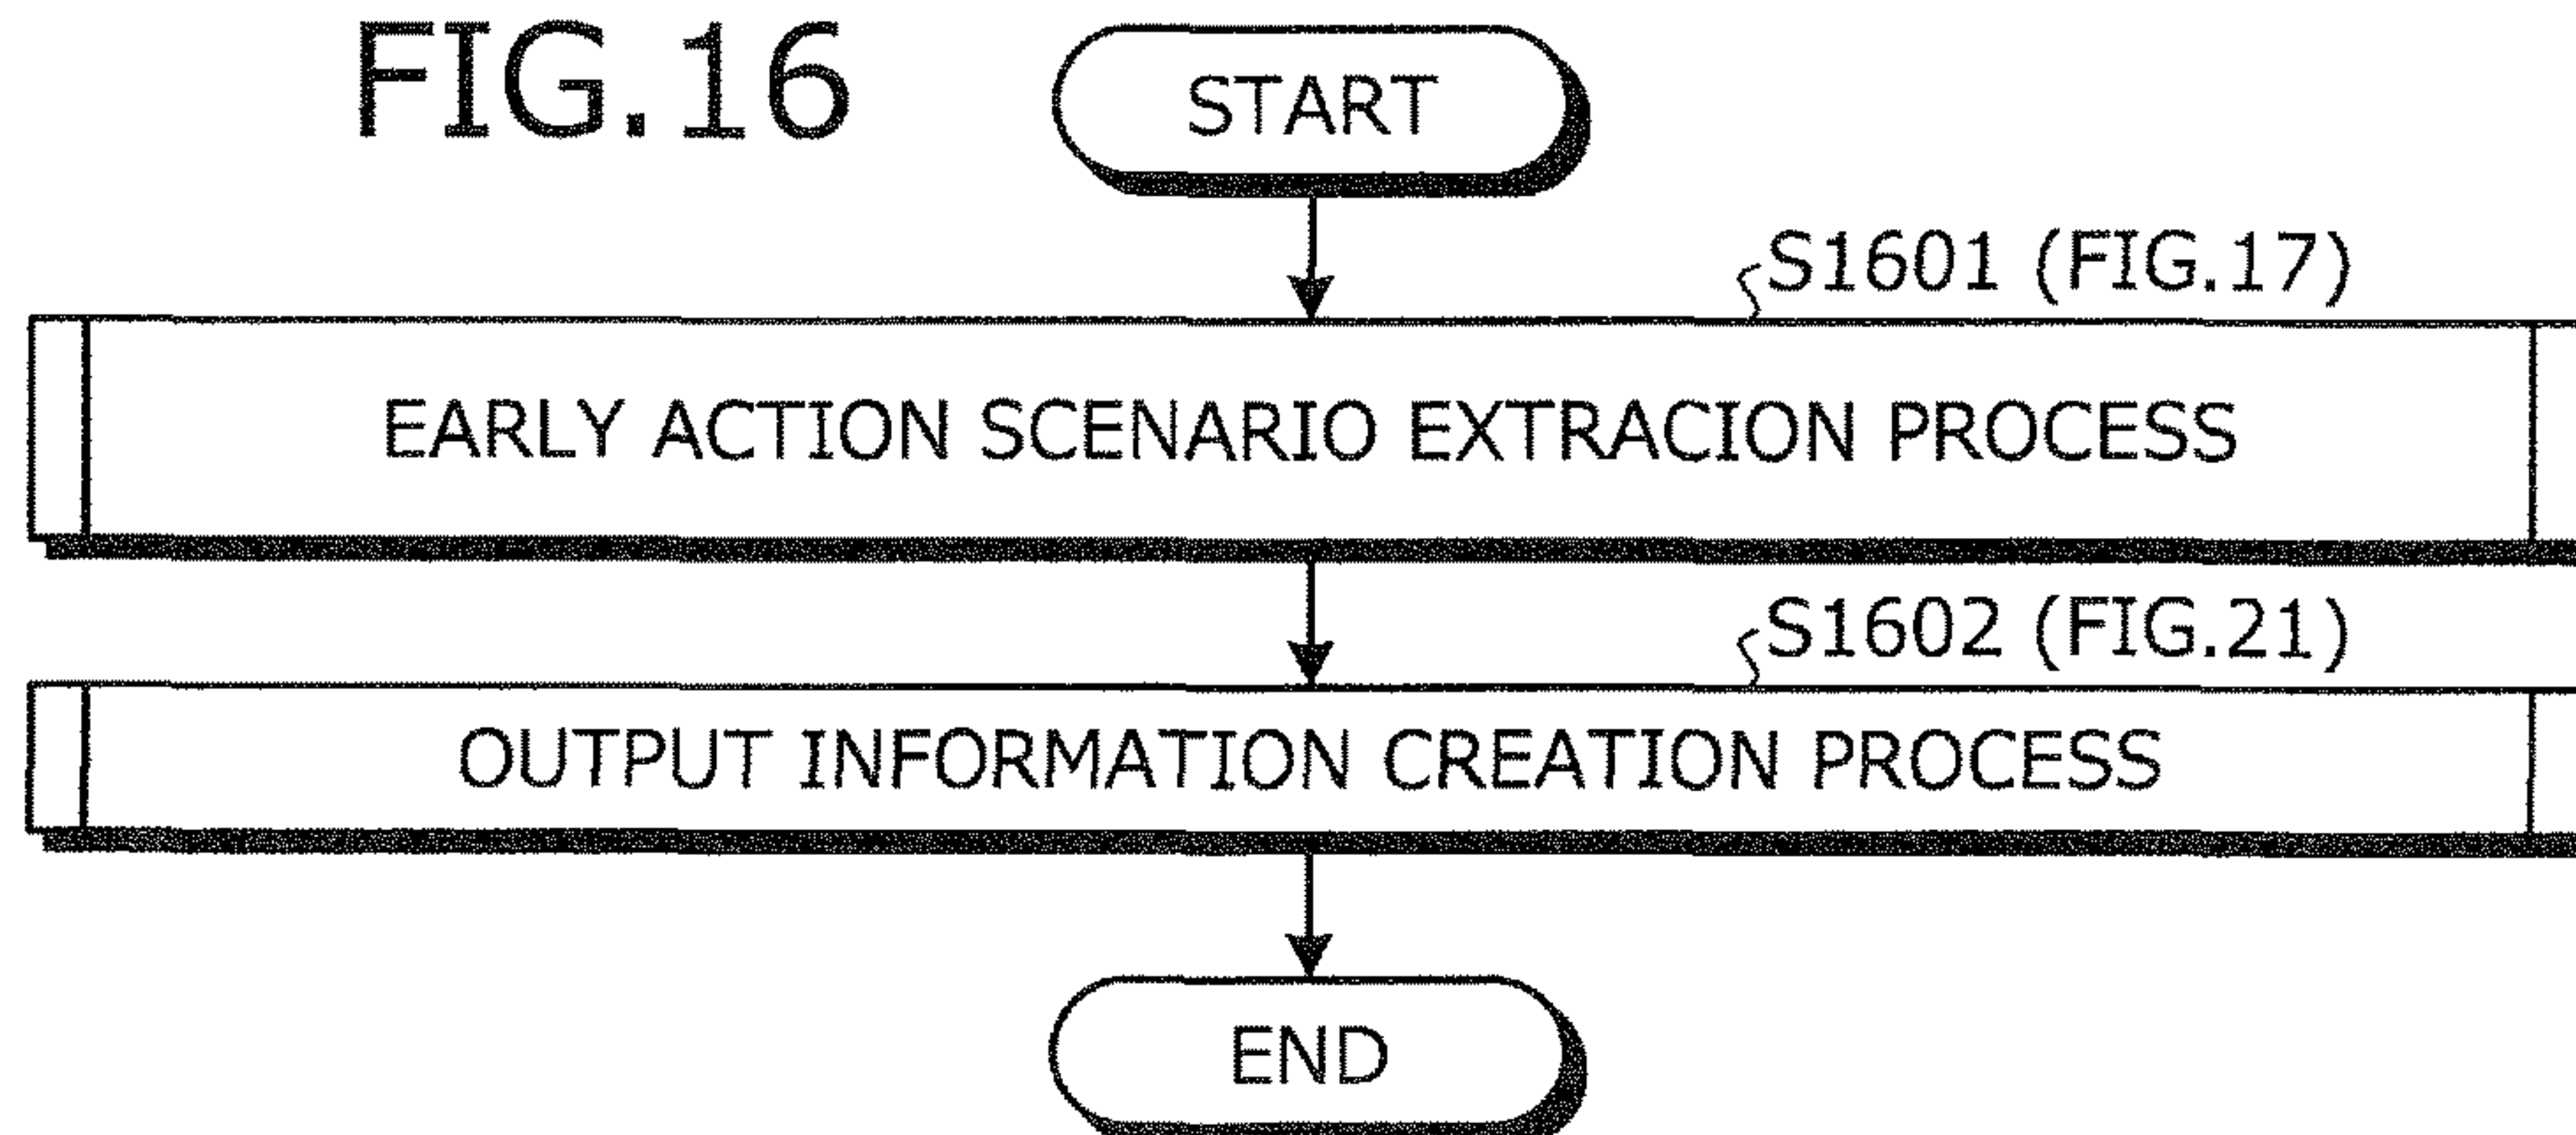 FIG.16
START
S1601 (FIG.17)
EARLY ACTION SCENARIO EXTRACION PROCESS
S1602 (FIG.21)
OUTPUT INFORMATION CREATION PROCESS
END